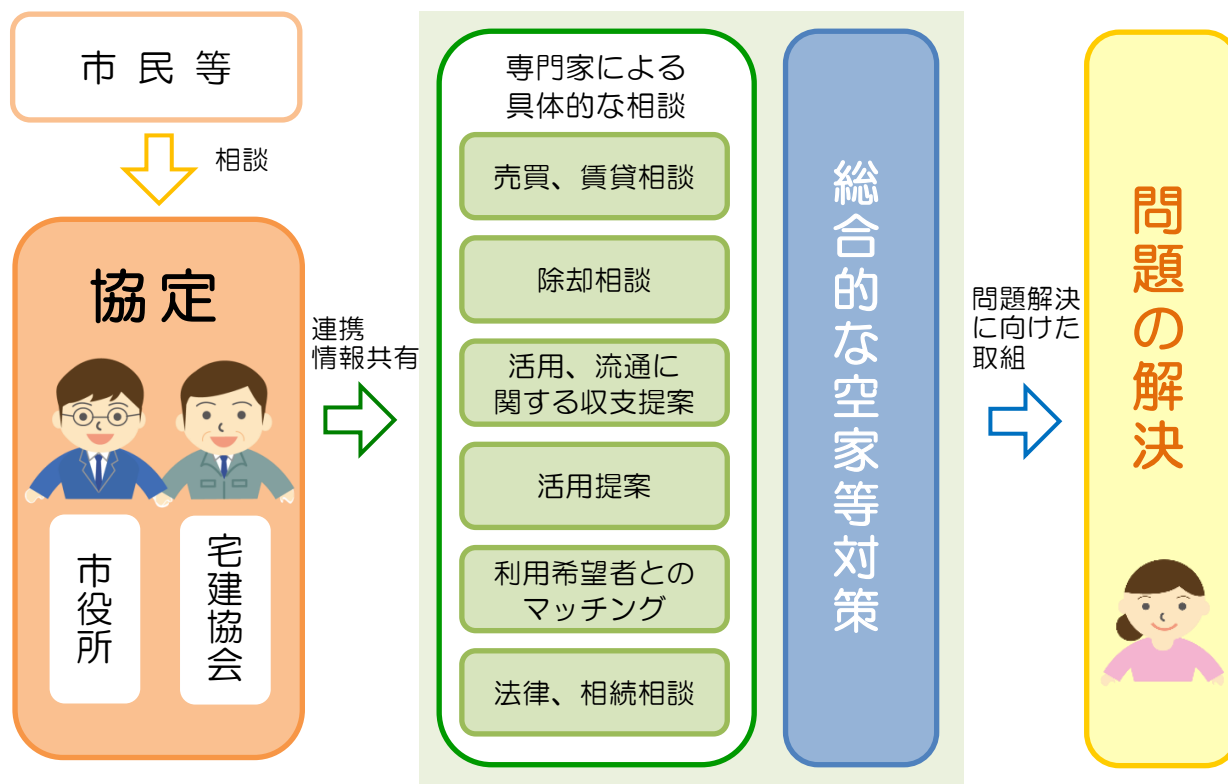 市民等
相談
協定
市役所
宅建協会
連携
情報共有
専門家による
具体的な相談
売買、賃貸相談
除却相談
活用、流通に
関する収支提案
活用提案
利用希望者との
マッチング
法律、相続相談
総合的な空家等対策
問題解決
に向けた
取組
問題の解決